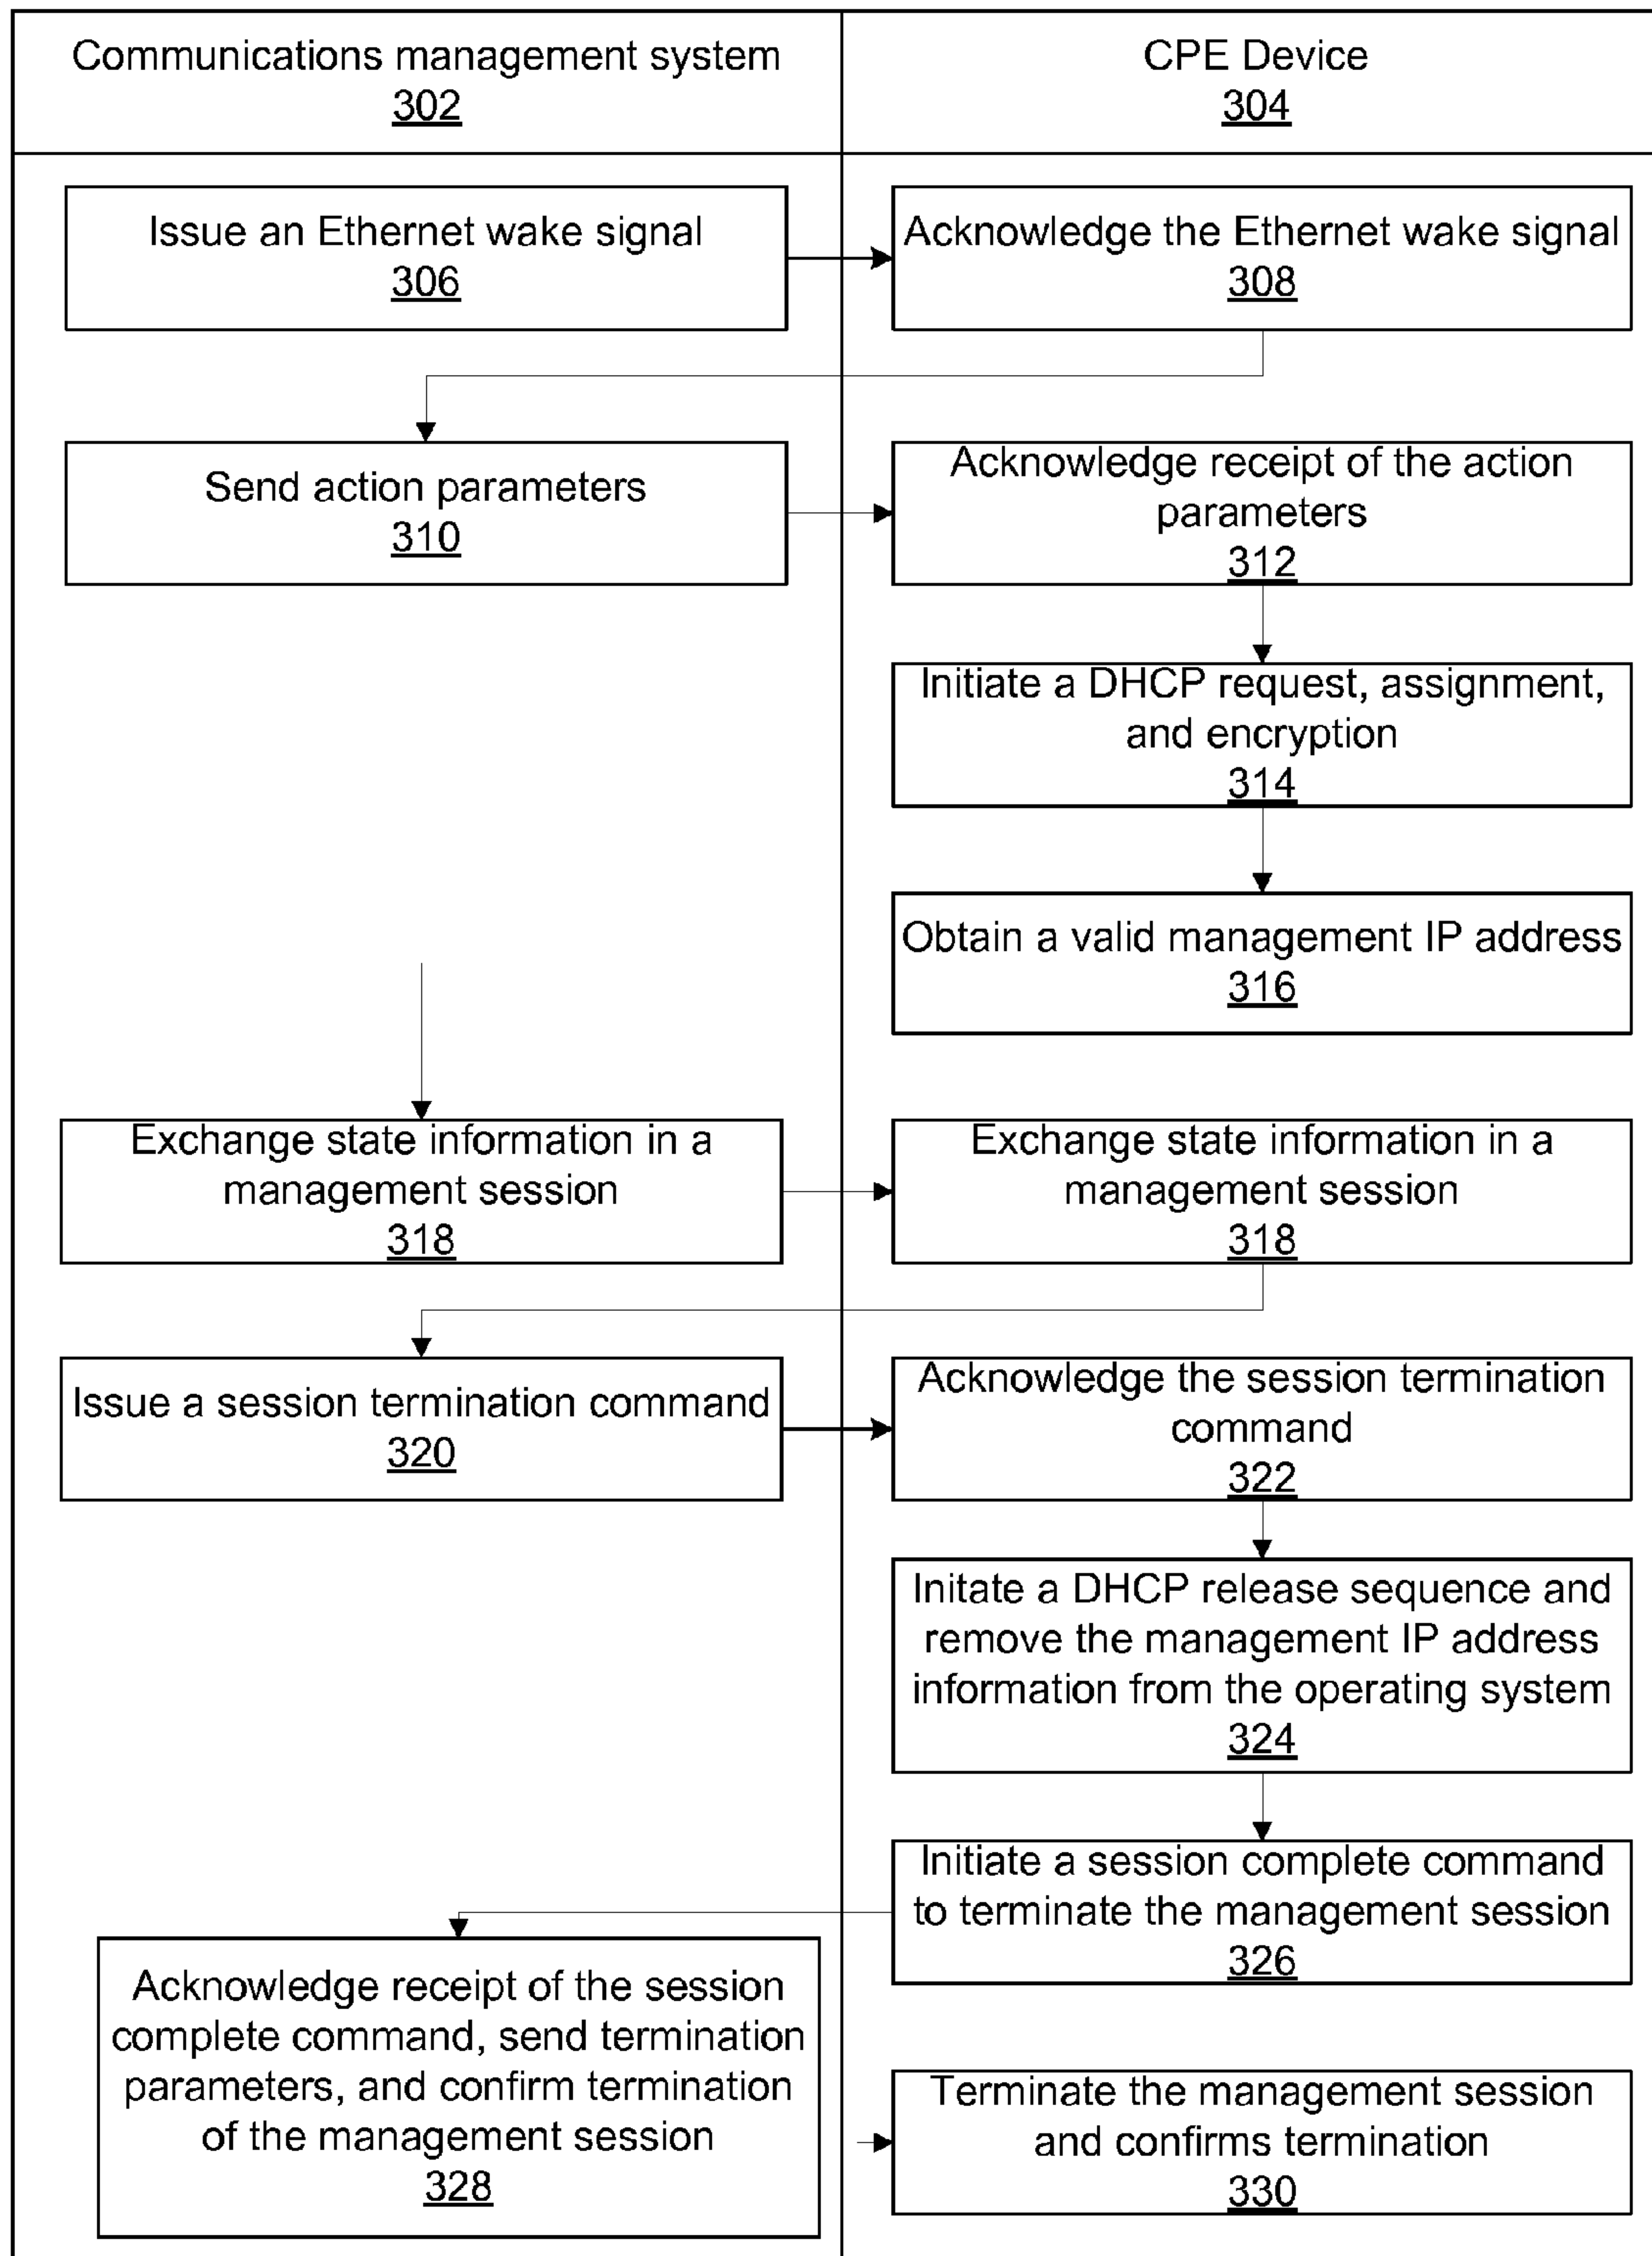 Communications management system
302
CPE Device
304
Issue an Ethernet wake signal
306
Acknowledge the Ethernet wake signal
308
Send action parameters
310
Acknowledge receipt of the action
parameters
312
Initiate a DHCP request, assignment,
and encryption
314
Obtain a valid management IP address
316
Exchange state information in a
management session
318
Exchange state information in a
management session
318
Issue a session termination command
320
Acknowledge the session termination
command
322
Initate a DHCP release sequence and
remove the management IP address
information from the operating system
324
Initiate a session complete command
to terminate the management session
326
Acknowledge receipt of the session
complete command, send termination
parameters, and confirm termination
of the management session
328
Terminate the management session
and confirms termination
330